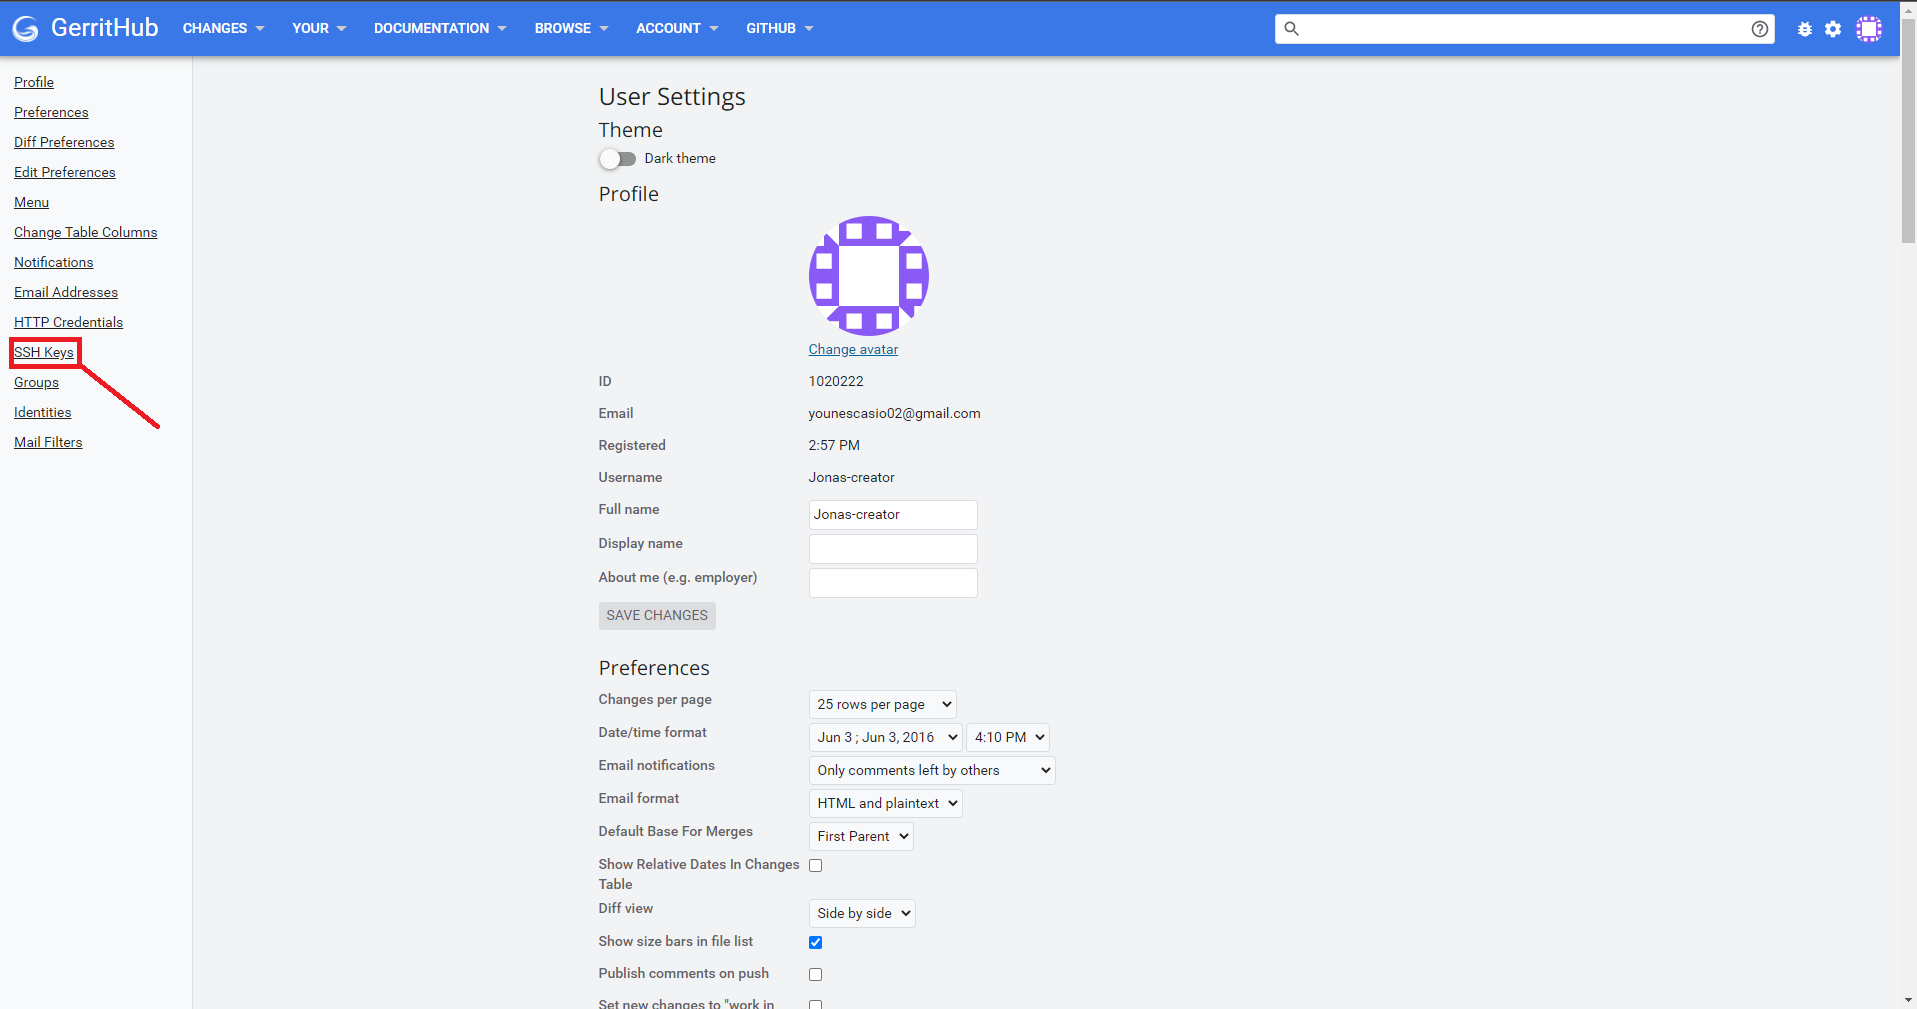 GerritHub CHANGES YOUR DOCUMENTATION BROWSE ACCOUNT GITHUB
Profile
Preferences
Diff Preferences
Edit Preferences
Menu
Change Table Columns
Notifications
Email Addresses
HTTP Credentials
SSH Keys
Groups
Identities
Mail Filters
User Settings
Theme
Dark theme
Profile
Change avatar
ID 1020222
Email younescasio02@gmail.com
Registered 2:57 PM
Username Jonas-creator
Full name Jonas-creator
Display name
About me (e.g. employer)
SAVE CHANGES
Preferences
Changes per page 25 rows per page
Date/time format Jun 3 ; Jun 3, 2016 4:10 PM
Email notifications Only comments left by others
Email format HTML and plaintext
Default Base For Merges First Parent
Show Relative Dates In Changes
Table
Diff view Side by side
Show size bars in file list
Publish comments on push
Set new changes to "work in